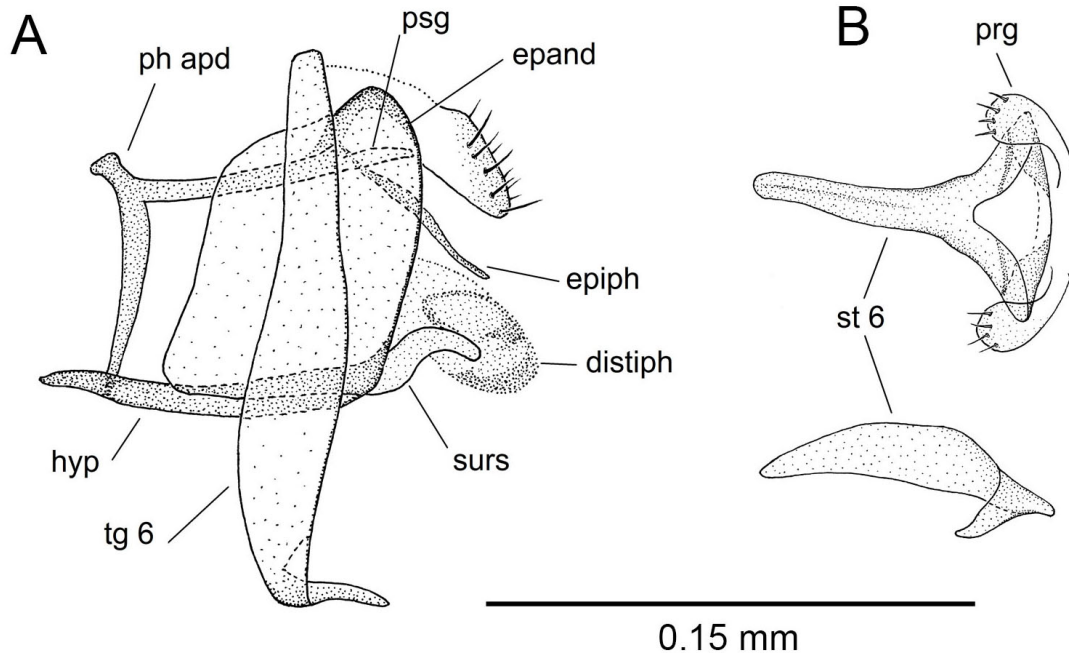 A
ph apd
psg
epand
epiph
distiph
surs
hyp
tg 6
B
prg
st 6
0.15 mm